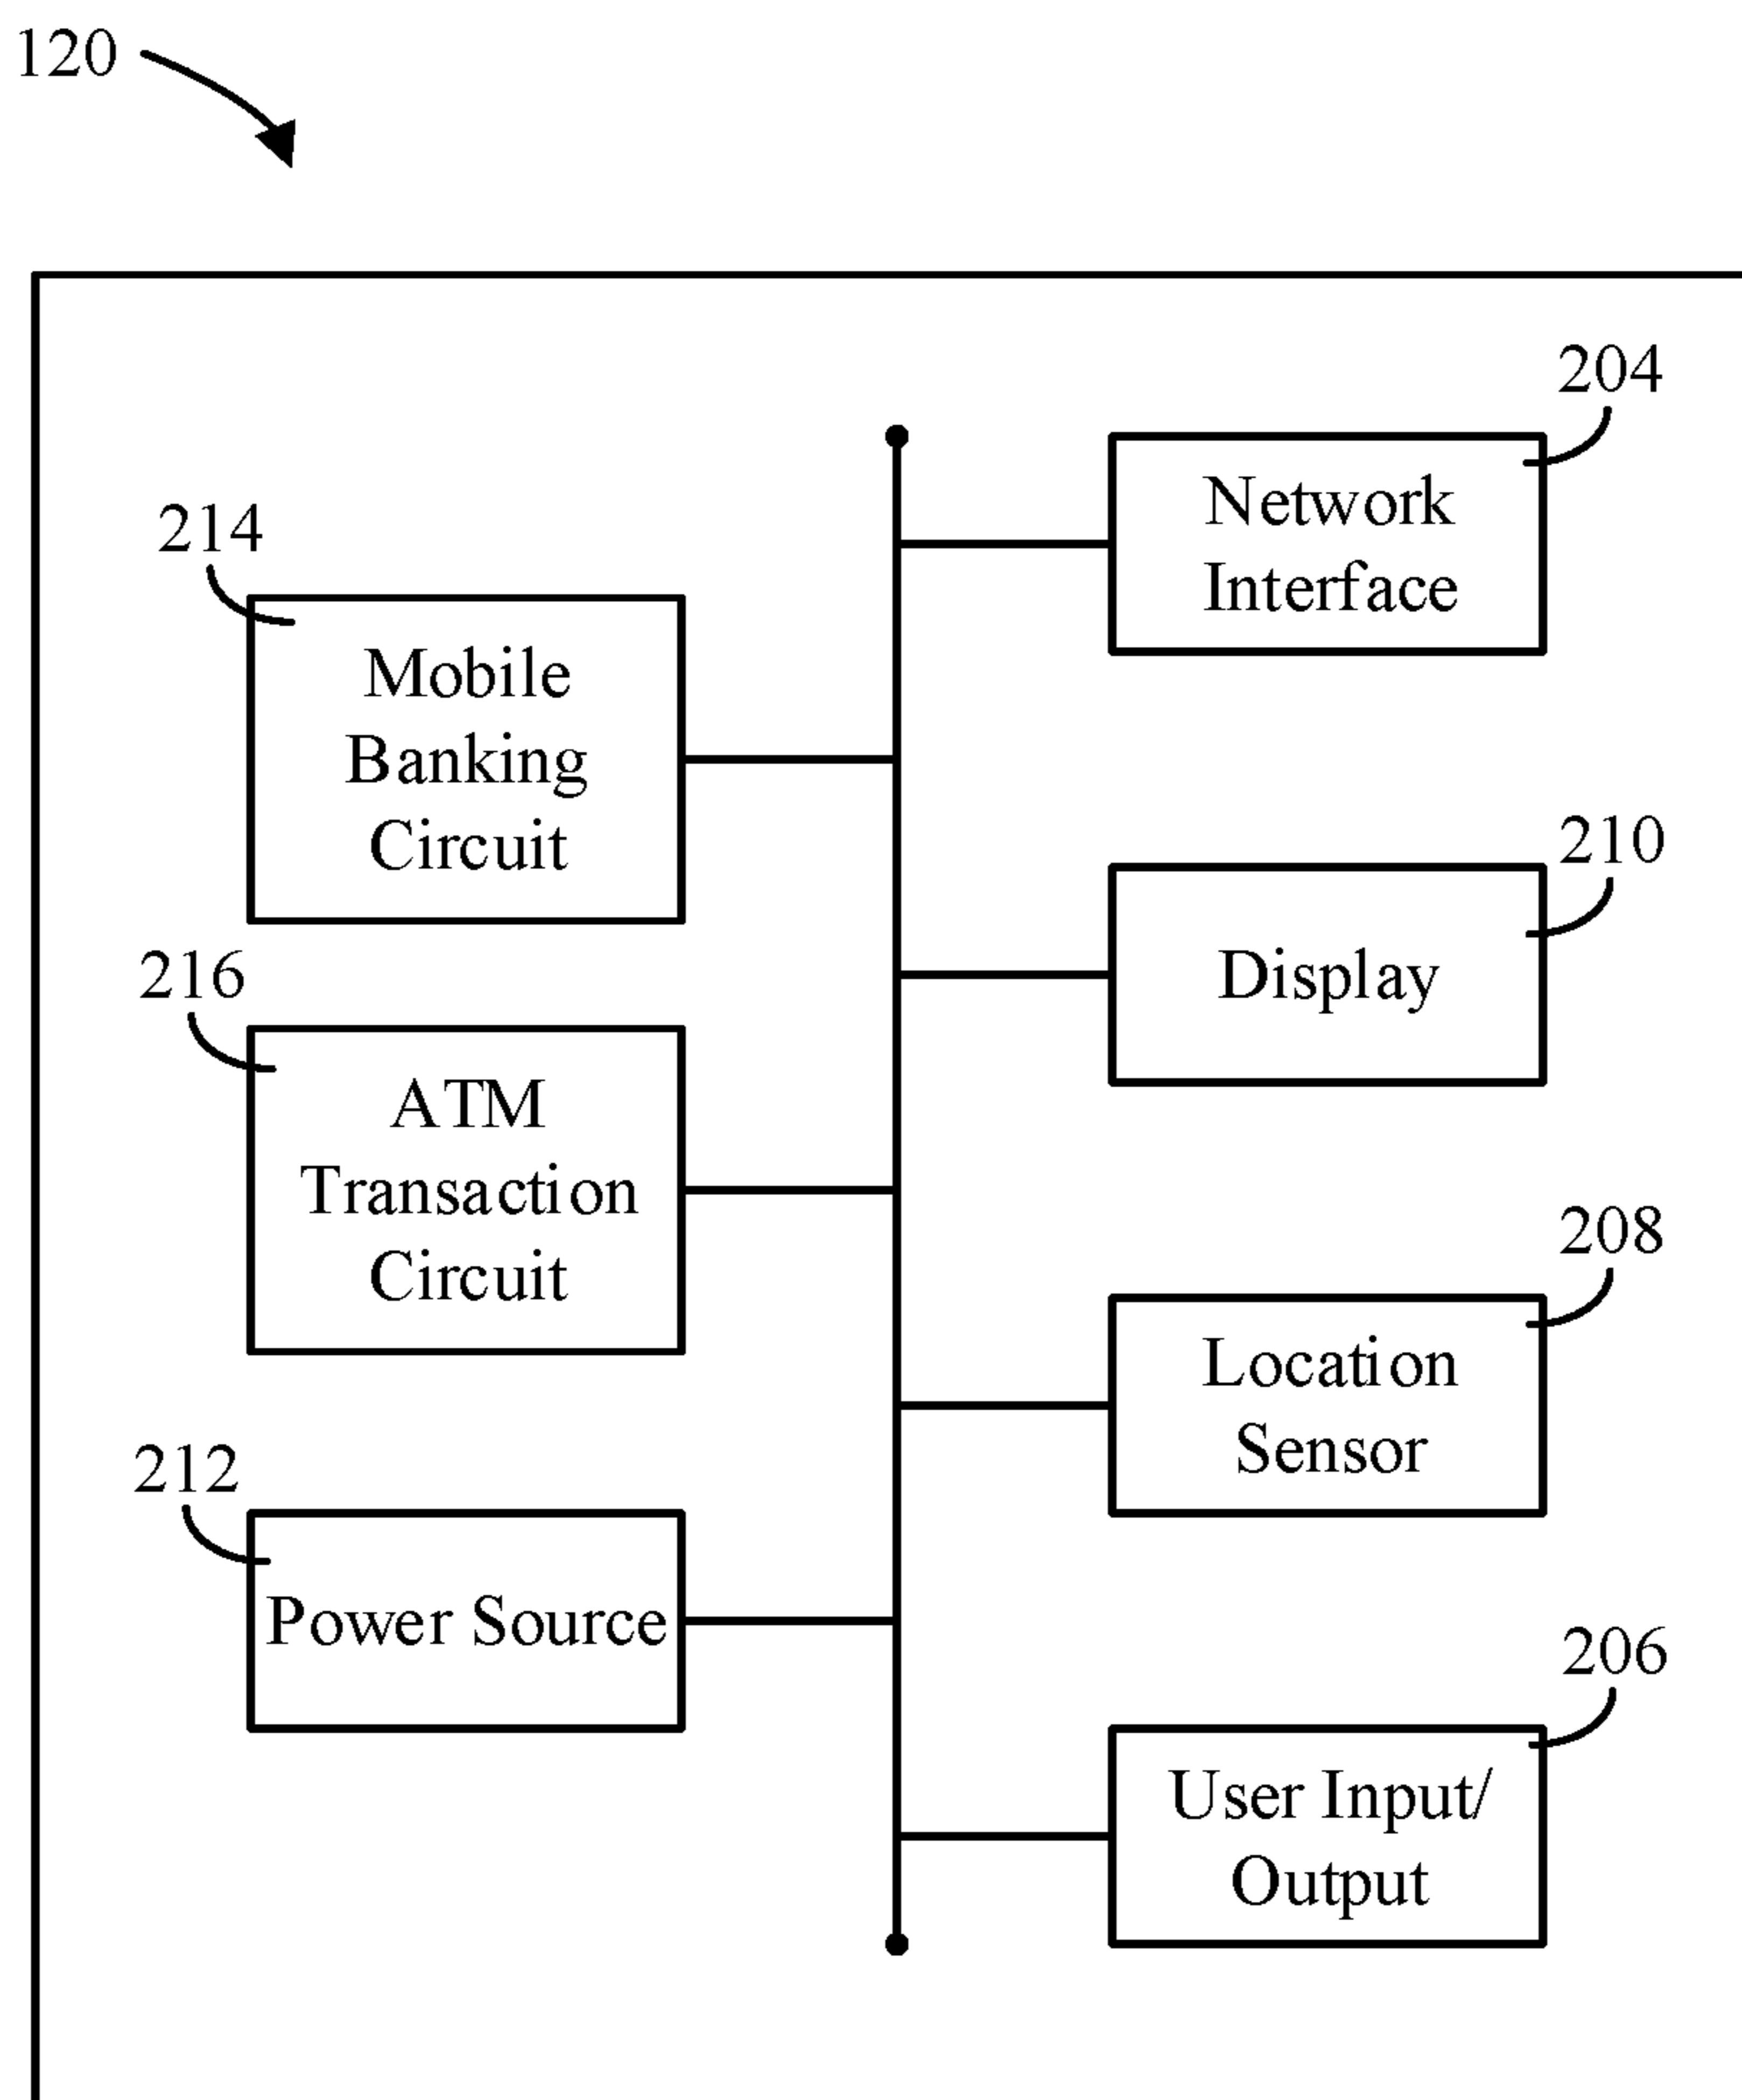 120
204
Network
Interface
214
Mobile
Banking
Circuit
210
Display
216
ATM
Transaction
Circuit
208
Location
Sensor
212
Power Source
206
User Input/
Output